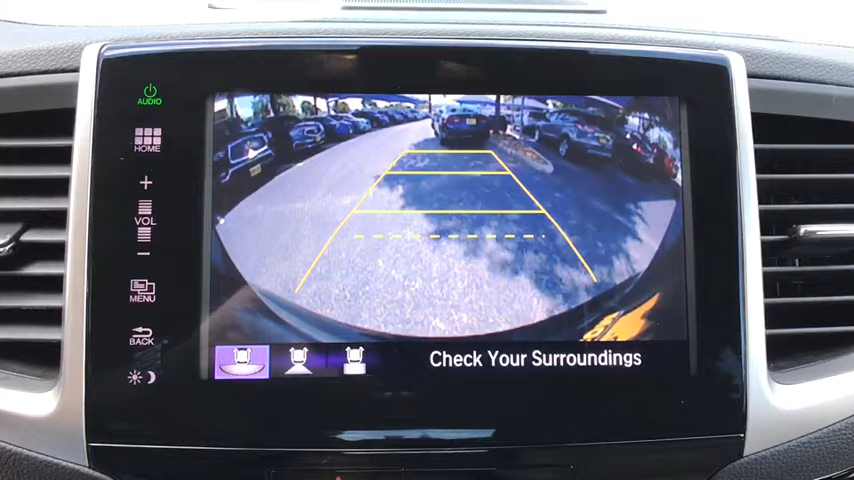 AUDIO
HOME
+
VOL
−
MENU
BACK
Check Your Surroundings